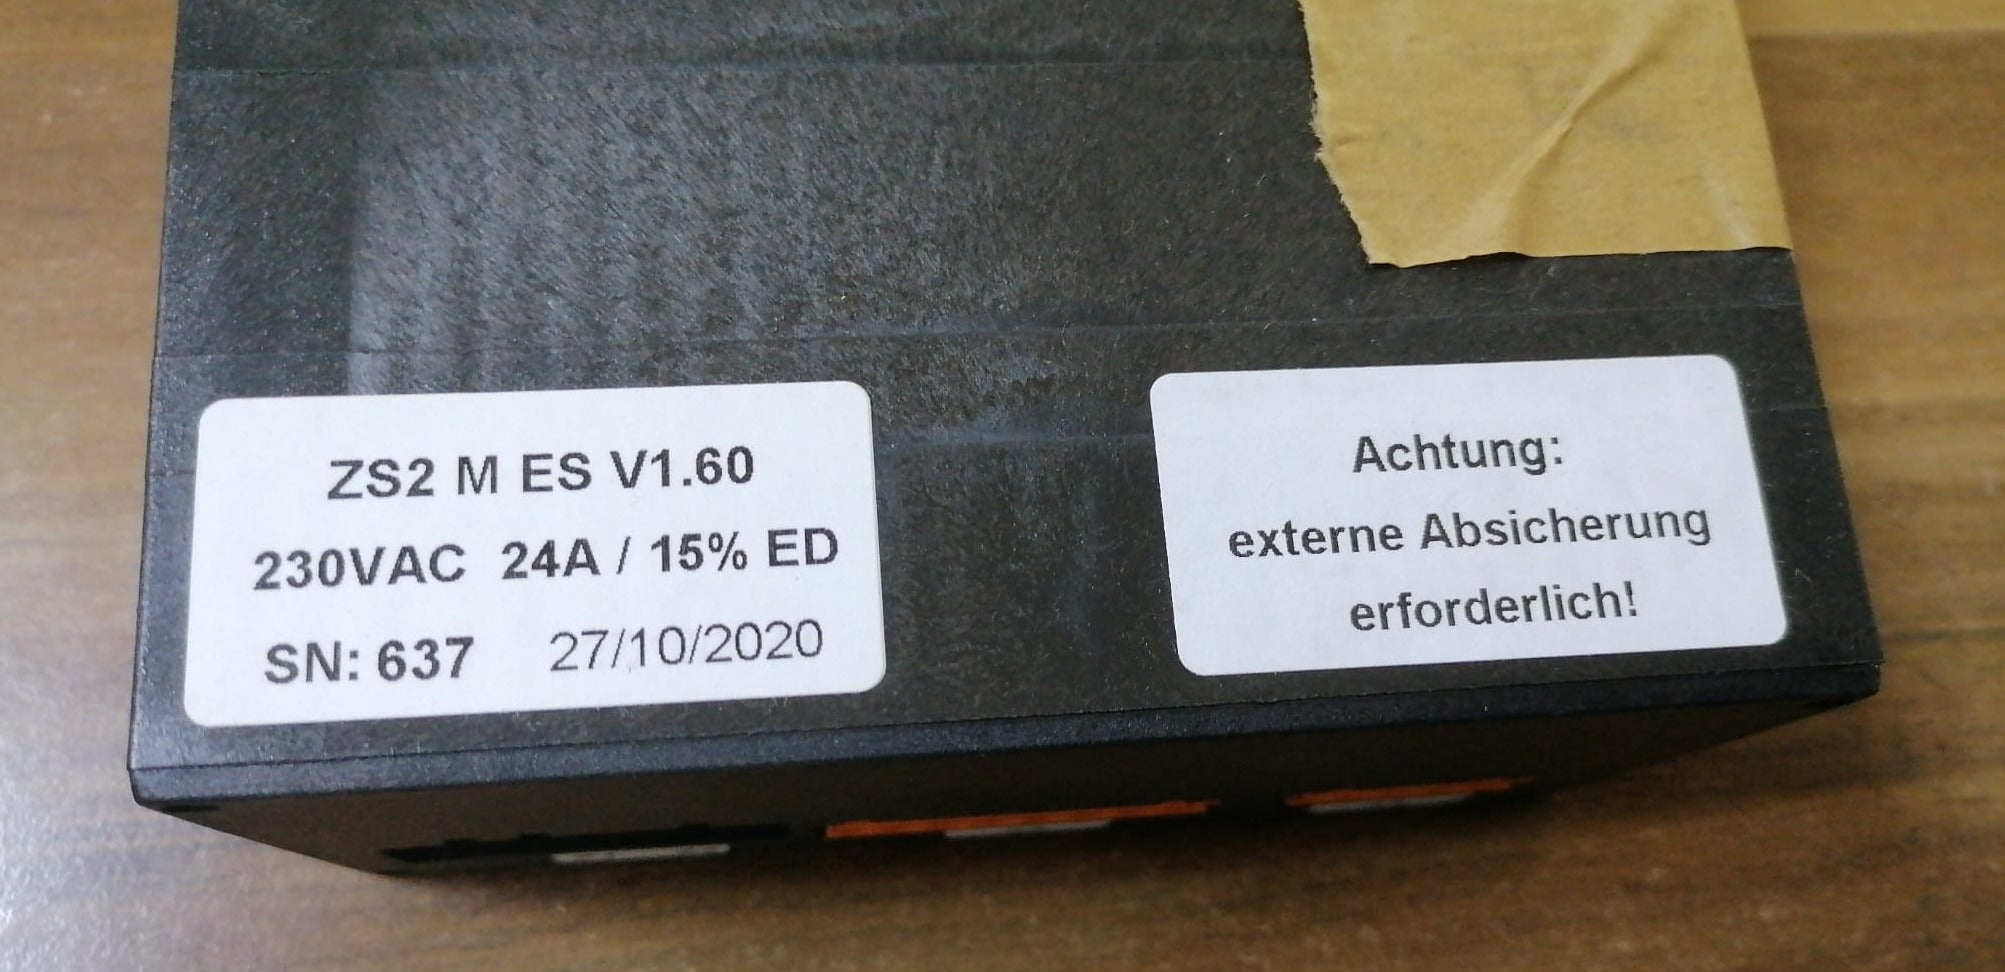 ZS2 M ES V1.60
230VAC 24A / 15% ED
SN: 637 27/10/2020
Achtung:
externe Absicherung
erforderlich!